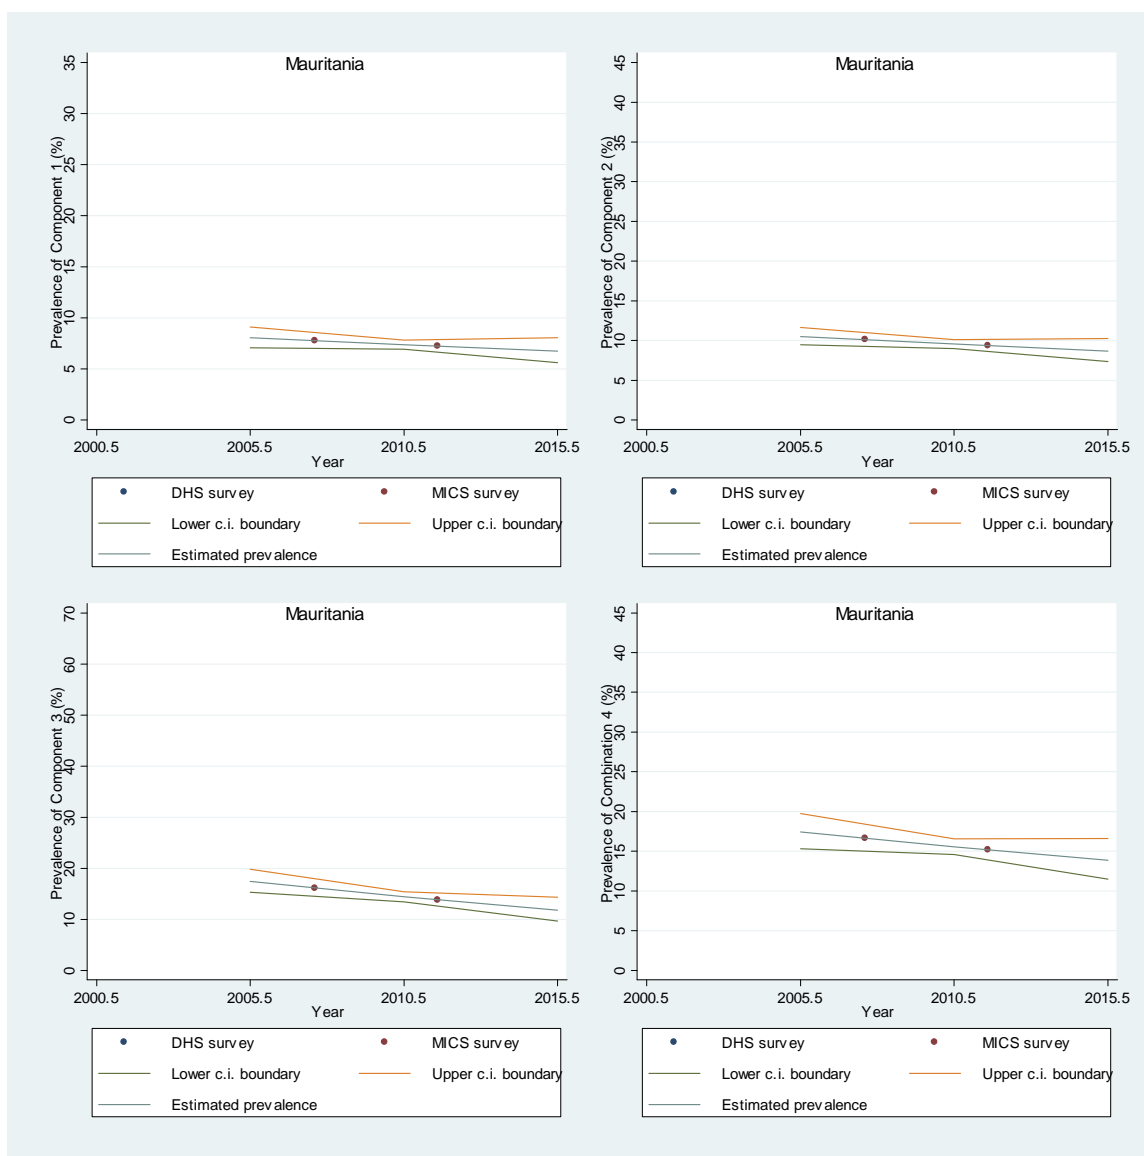 Mauritania
Prevalence of Component 1 (%)
35
30
25
20
15
10
5
0
2000.5 2005.5 2010.5 2015.5
Year
DHS survey MICS survey
Lower c.i. boundary Upper c.i. boundary
Estimated prevalence
Mauritania
Prevalence of Component 2 (%)
45
40
35
30
25
20
15
10
5
0
2000.5 2005.5 2010.5 2015.5
Year
DHS survey MICS survey
Lower c.i. boundary Upper c.i. boundary
Estimated prevalence
Mauritania
Prevalence of Component 3 (%)
70
60
50
40
30
20
10
0
2000.5 2005.5 2010.5 2015.5
Year
DHS survey MICS survey
Lower c.i. boundary Upper c.i. boundary
Estimated prevalence
Mauritania
Prevalence of Combination 4 (%)
45
40
35
30
25
20
15
10
5
0
2000.5 2005.5 2010.5 2015.5
Year
DHS survey MICS survey
Lower c.i. boundary Upper c.i. boundary
Estimated prevalence